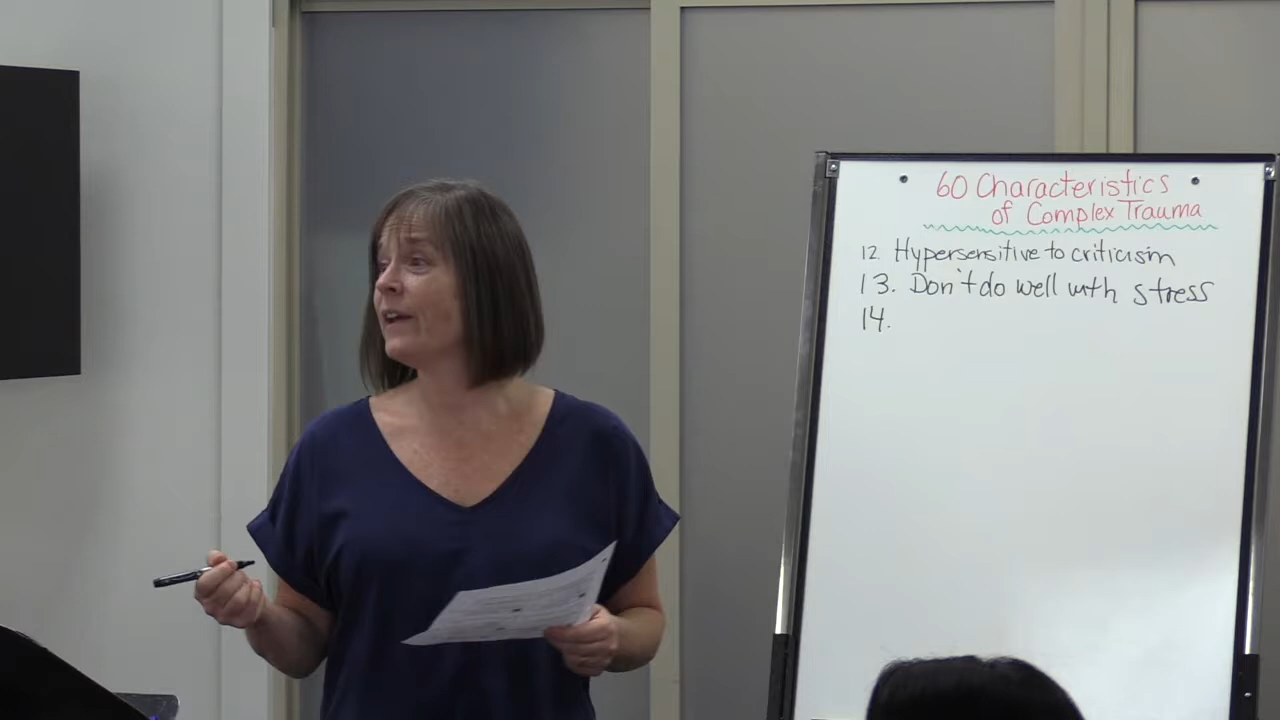 60 Characteristics
of Complex Trauma
12. Hypersensitive to criticism
13. Don't do well with stress
14.